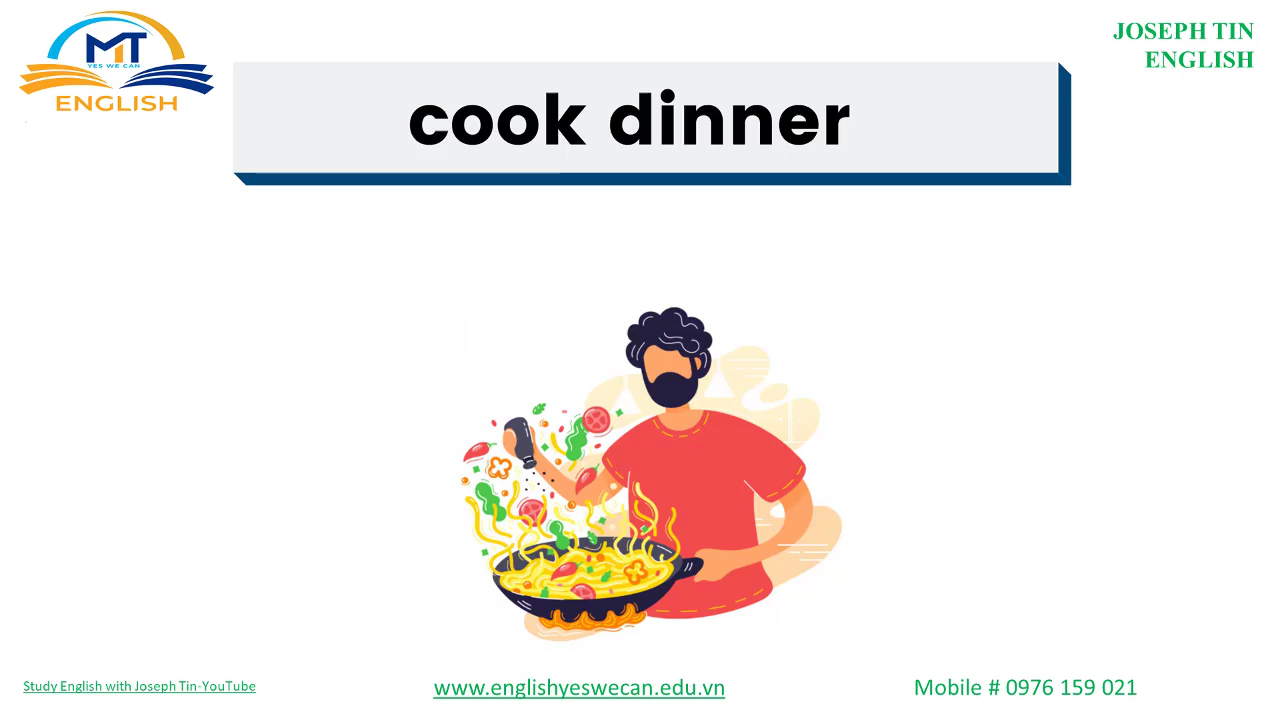 MIT
YES WE CAN
ENGLISH
JOSEPH TIN
ENGLISH
cook dinner
Study English with Joseph Tin-YouTube
www.englishyeswecan.edu.vn
Mobile # 0976 159 021